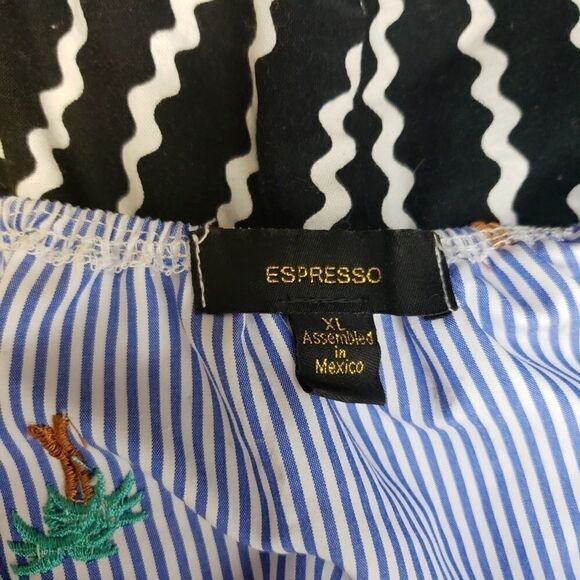 ESPRESSO
XL
Assembled
in
Mexico